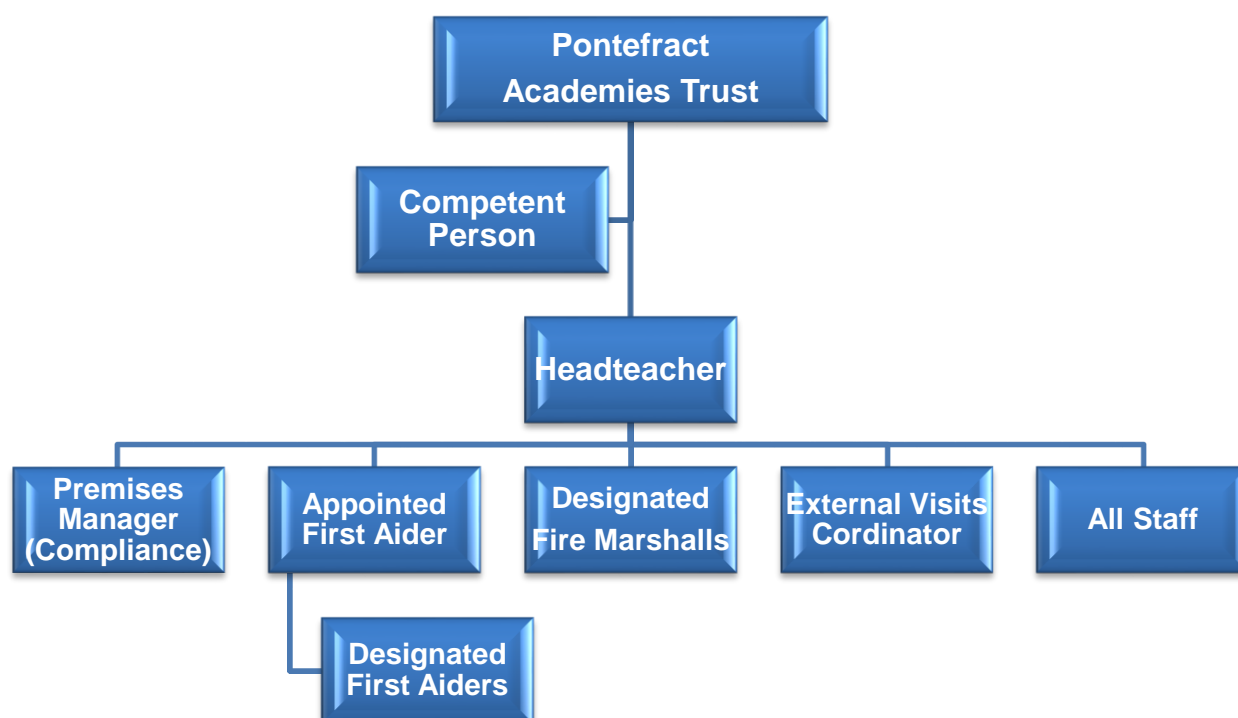 Pontefract
Academies Trust
Competent
Person
Headteacher
Premises
Manager
(Compliance)
Appointed
First Aider
Designated
Fire Marshalls
External Visits
Cordinator
All Staff
Designated
First Aiders